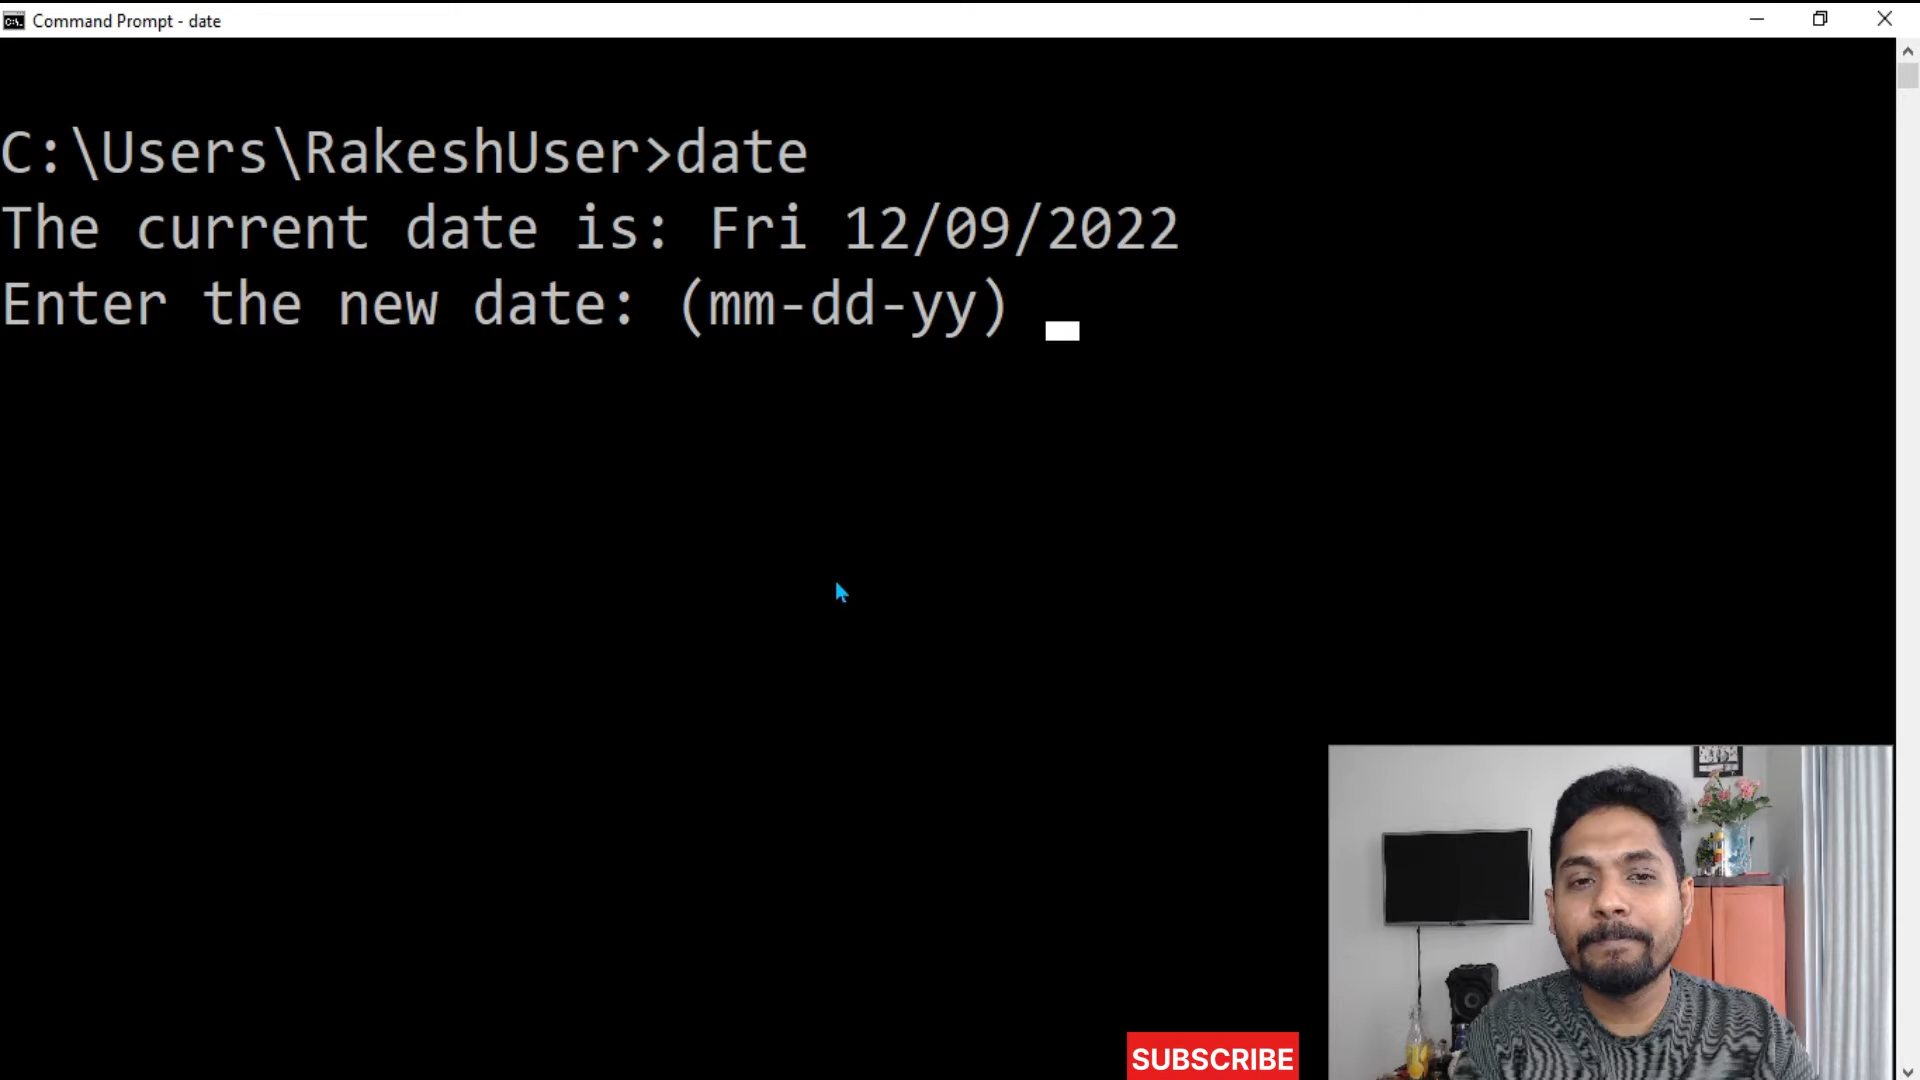 Command Prompt - date
C:\Users\RakeshUser>date
The current date is: Fri 12/09/2022
Enter the new date: (mm-dd-yy)
SUBSCRIBE